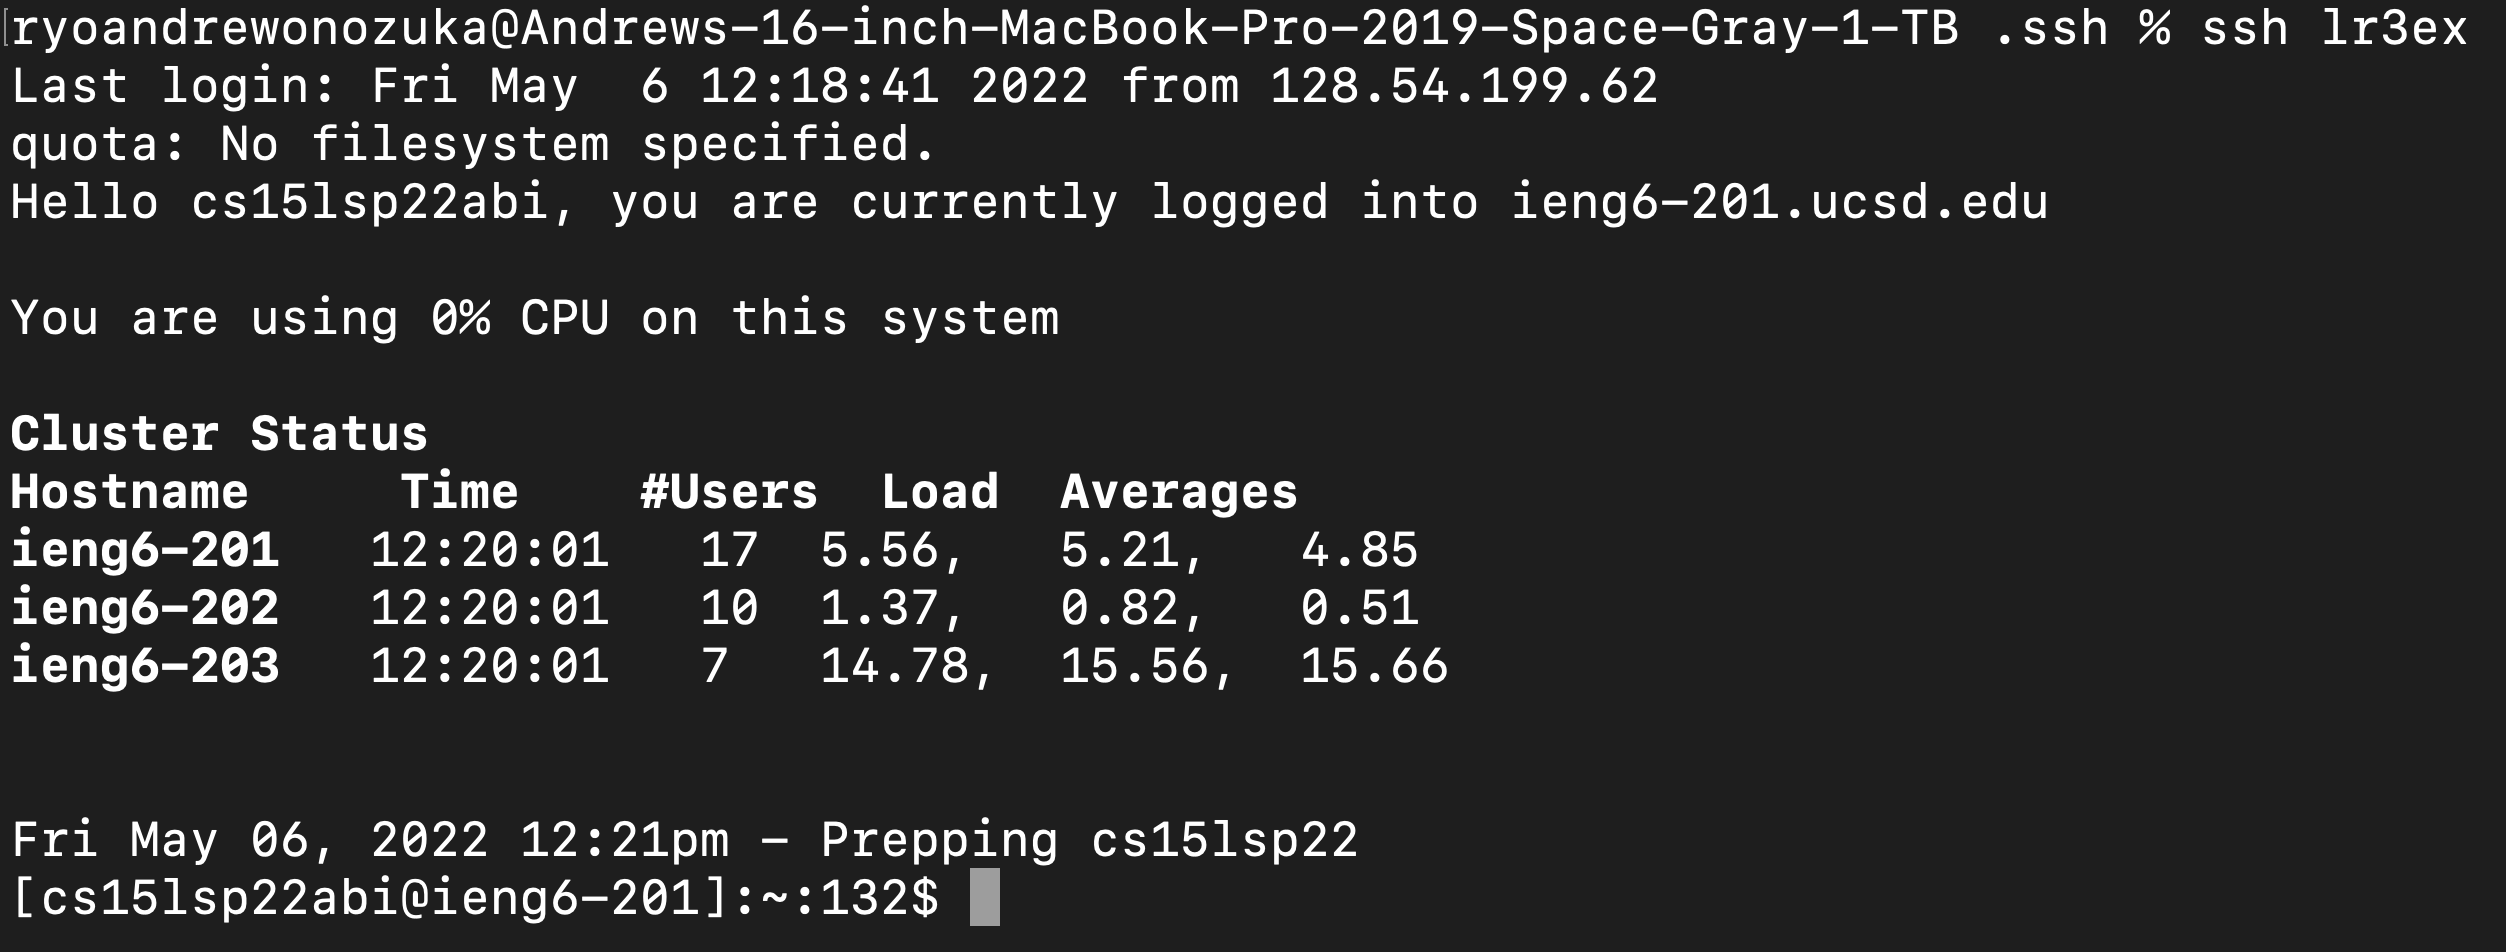 ryoandrewonozuka@Andrews-16-inch-MacBook-Pro-2019-Space-Gray-1-TB .ssh % ssh lr3ex
Last login: Fri May  6 12:18:41 2022 from 128.54.199.62
quota: No filesystem specified.
Hello cs15lsp22abi, you are currently logged into ieng6-201.ucsd.edu
You are using 0% CPU on this system
Cluster Status
Hostname     Time    #Users  Load  Averages
ieng6-201   12:20:01   17  5.56,   5.21,   4.85
ieng6-202   12:20:01   10  1.37,   0.82,   0.51
ieng6-203   12:20:01   7   14.78,  15.56,  15.66
Fri May 06, 2022 12:21pm - Prepping cs15lsp22
[cs15lsp22abi@ieng6-201]:~:132$